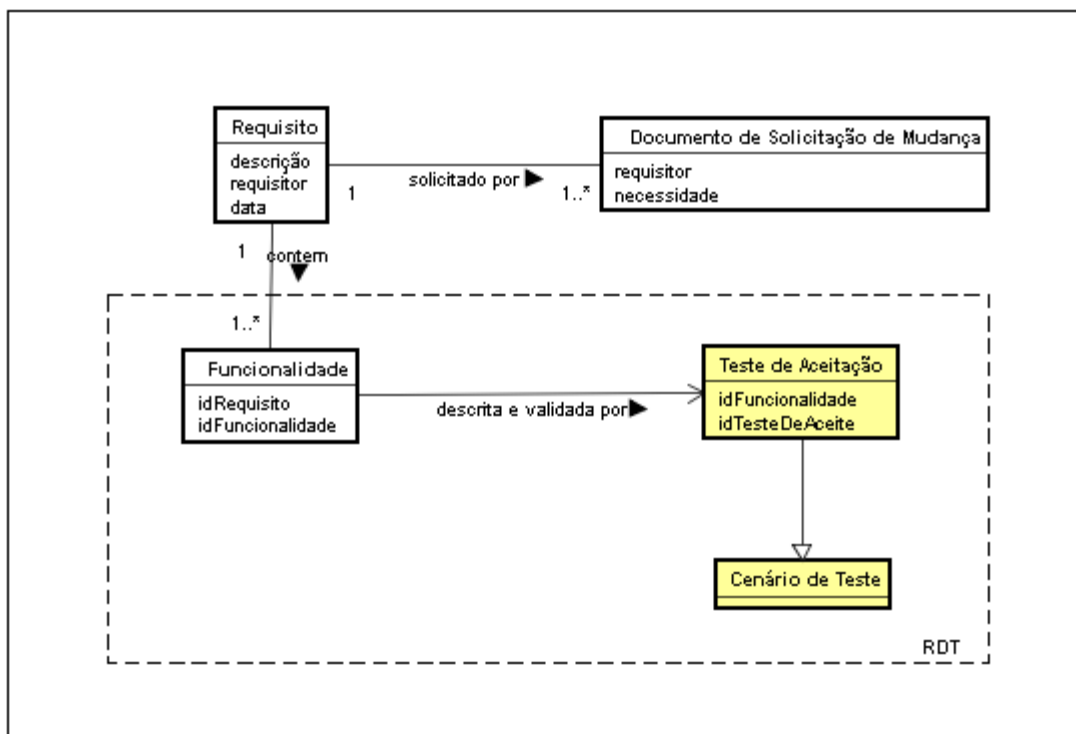 Requisito
descrição
requisitor
data
Documento de Solicitação de Mudança
requisitor
necessidade
1
solicitado por
1..*
1
contem
1..*
Funcionalidade
idRequisito
idFuncionalidade
descrita e validada por
Teste de Aceitação
idFuncionalidade
idTesteDeAceite
Cenário de Teste
RDT